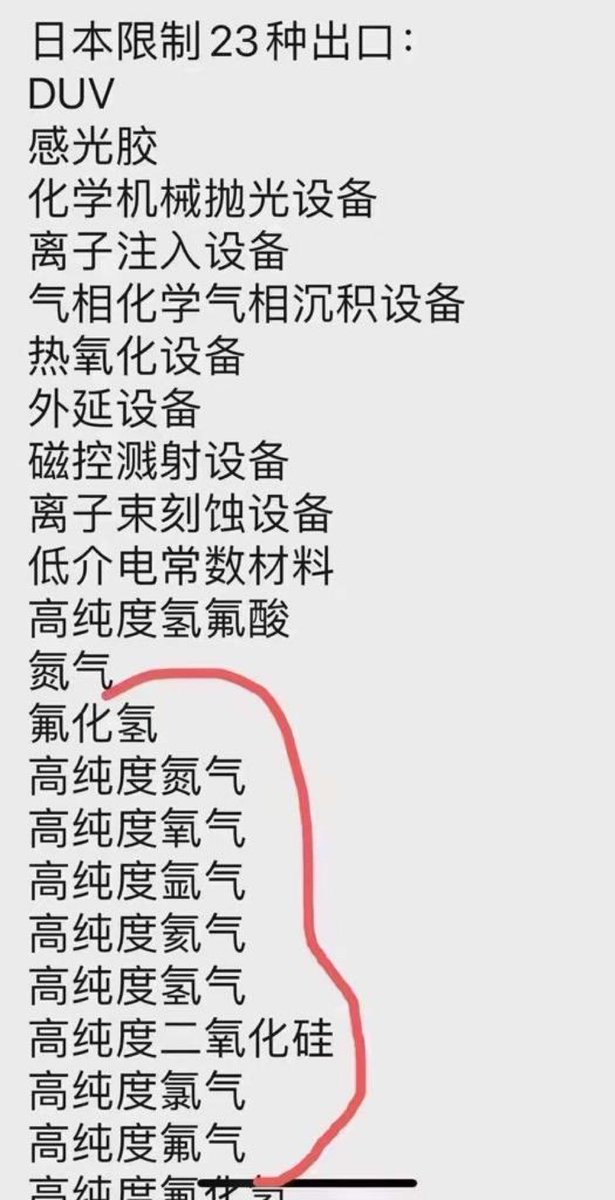 日本限制23种出口：
DUV
感光胶
化学机械抛光设备
离子注入设备
气相化学气相沉积设备
热氧化设备
外延设备
磁控溅射设备
离子束刻蚀设备
低介电常数材料
高纯度氢氟酸
氮气
氟化氢
高纯度氮气
高纯度氧气
高纯度氩气
高纯度氦气
高纯度氢气
高纯度二氧化硅
高纯度氯气
高纯度氟气
高纯度氟化氢